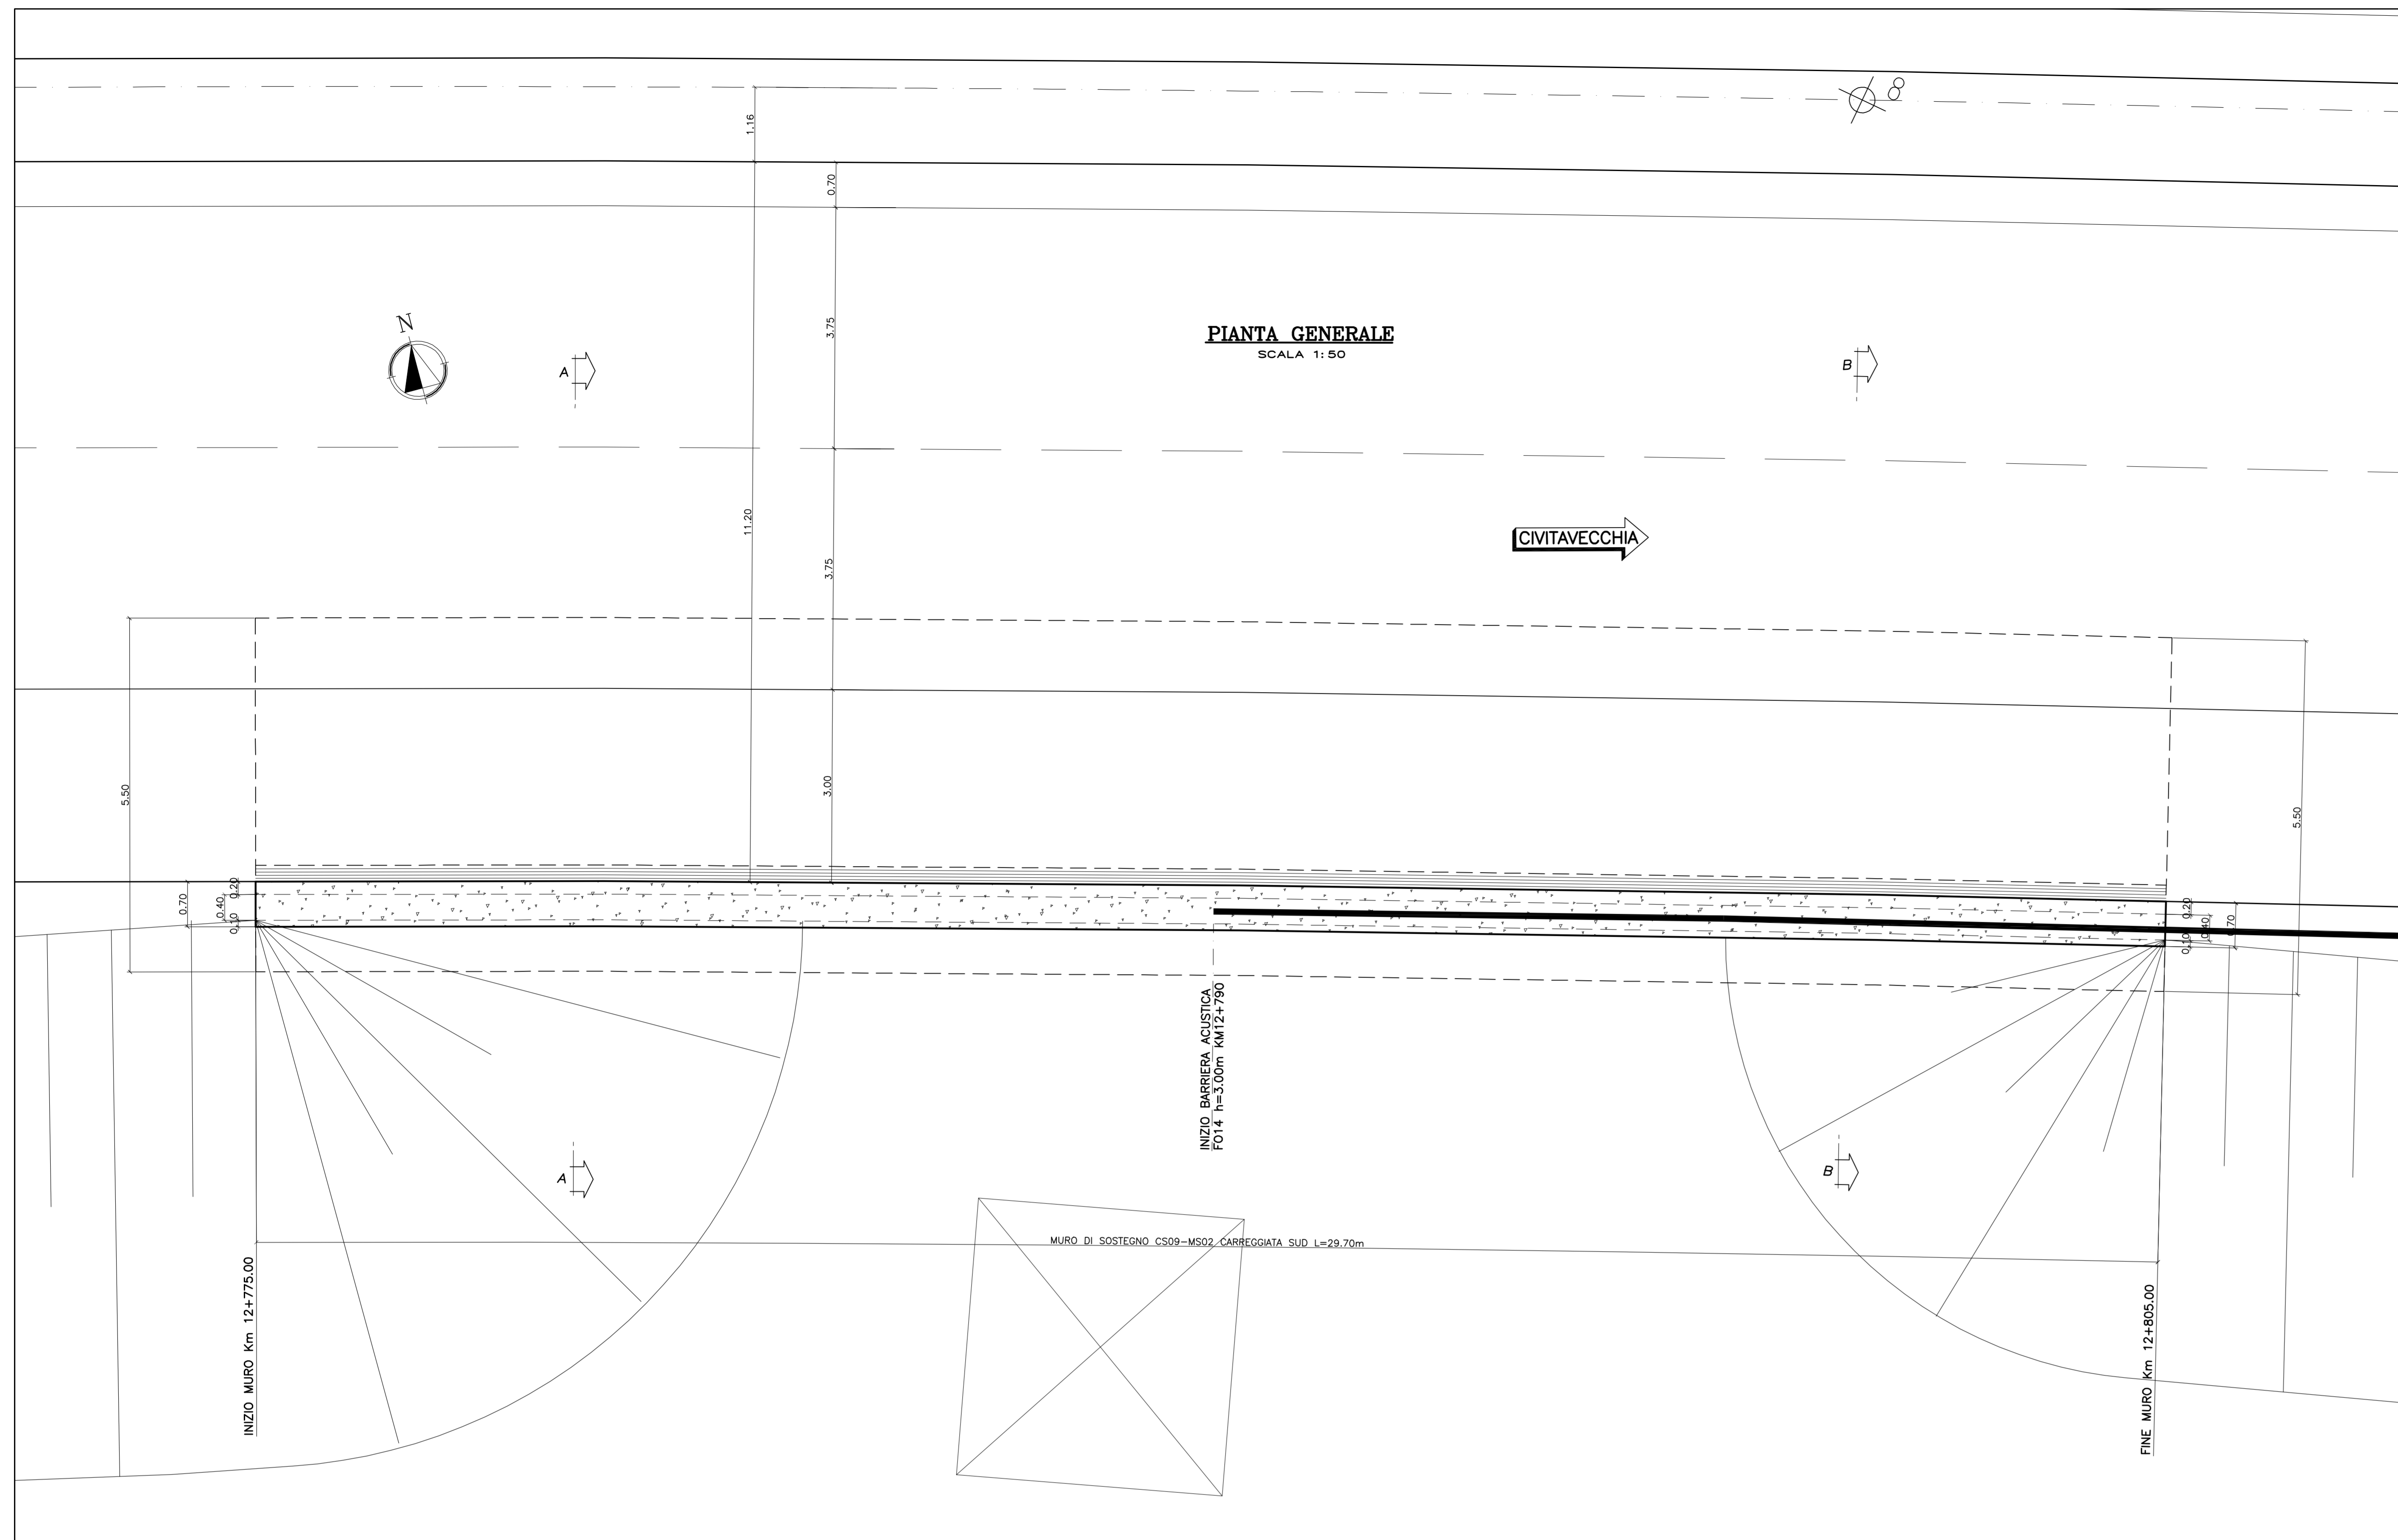 8
1.16
0.70
N
PIANTA GENERALE
SCALA 1:50
3.75
A
B
11.20
CIVITAVECCHIA
3.75
5.50
3.00
5.50
0.70
0.40
0.20
0.10
0.20
0.40
0.70
0.10
INIZIO BARRIERA ACUSTICA
FO14 h=3.00m KM12+790
A
B
MURO DI SOSTEGNO CS09-MS02 CARREGGIATA SUD L=29.70m
INIZIO MURO Km 12+775.00
FINE MURO Km 12+805.00